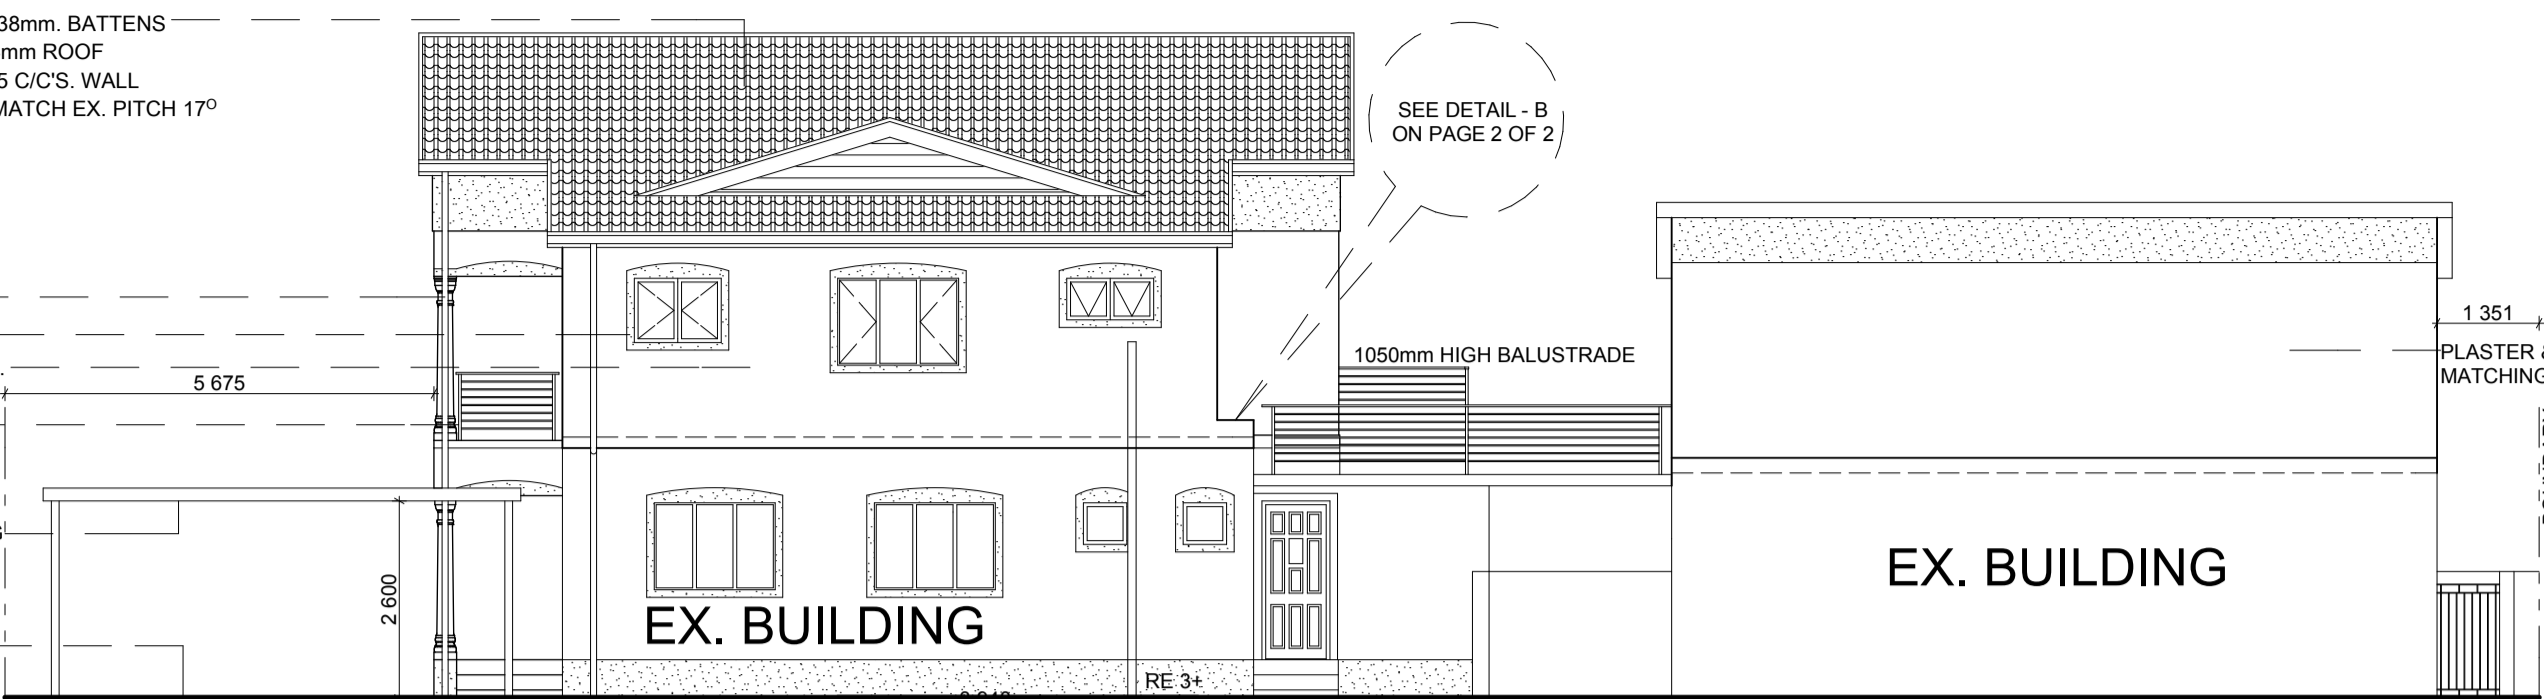 38mm. BATTENS
mm ROOF
5 C/C'S. WALL
MATCH EX. PITCH 17°
SEE DETAIL - B
ON PAGE 2 OF 2
1 351
1050mm HIGH BALUSTRADE
PLASTER &
MATCHING
5 675
2 600
EX. BUILDING
EX. BUILDING
RE 3+